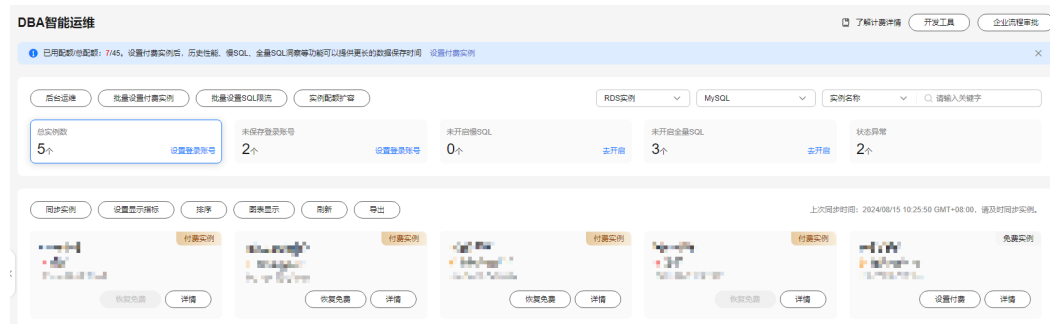 DBA智能运维
了解计费详情 开发工具 企业流程审批
已用配额/总配额：7/45。设置付费实例后，历史性能、慢SQL、全量SQL洞察等功能可以提供更长的数据保存时间 设置付费实例
后台运维 批量设置付费实例 批量设置SQL限流 实例配额扩容 RDS实例 MySQL 实例名称 请输入关键字
总实例数 未保存登录账号 未开启慢SQL 未开启全量SQL 状态异常
5个 设置登录账号 2个 设置登录账号 0个 去开启 3个 去开启 2个
同步实例 设置显示指标 排序 图表显示 刷新 导出 上次同步时间：2024/08/15 10:25:50 GMT+08:00，请及时同步实例。
付费实例 付费实例 付费实例 付费实例 免费实例
恢复免费 详情 恢复免费 详情 恢复免费 详情 恢复免费 详情 设置付费 详情